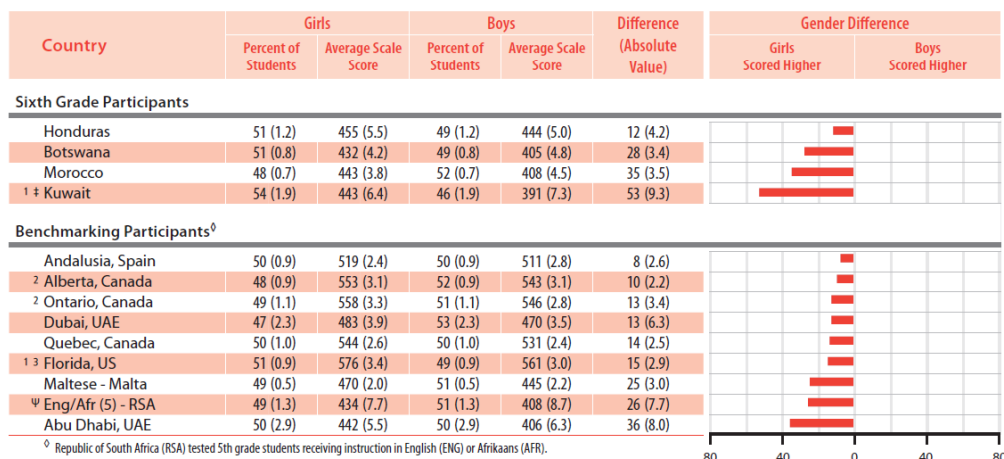 Country Girls Boys Difference (Absolute Value) Gender Difference
Percent of Students Average Scale Score Percent of Students Average Scale Score Girls Scored Higher Boys Scored Higher
Sixth Grade Participants
Honduras 51 (1.2) 455 (5.5) 49 (1.2) 444 (5.0) 12 (4.2)
Botswana 51 (0.8) 432 (4.2) 49 (0.8) 405 (4.8) 28 (3.4)
Morocco 48 (0.7) 443 (3.8) 52 (0.7) 408 (4.5) 35 (3.5)
1 ‡ Kuwait 54 (1.9) 443 (6.4) 46 (1.9) 391 (7.3) 53 (9.3)
Benchmarking Participants◊
Andalusia, Spain 50 (0.9) 519 (2.4) 50 (0.9) 511 (2.8) 8 (2.6)
2 Alberta, Canada 48 (0.9) 553 (3.1) 52 (0.9) 543 (3.1) 10 (2.2)
2 Ontario, Canada 49 (1.1) 558 (3.3) 51 (1.1) 546 (2.8) 13 (3.4)
Dubai, UAE 47 (2.3) 483 (3.9) 53 (2.3) 470 (3.5) 13 (6.3)
Quebec, Canada 50 (1.0) 544 (2.6) 50 (1.0) 531 (2.4) 14 (2.5)
1 3 Florida, US 51 (0.9) 576 (3.4) 49 (0.9) 561 (3.0) 15 (2.9)
Maltese - Malta 49 (0.5) 470 (2.0) 51 (0.5) 445 (2.2) 25 (3.0)
Ψ Eng/Afr (5) - RSA 49 (1.3) 434 (7.7) 51 (1.3) 408 (8.7) 26 (7.7)
Abu Dhabi, UAE 50 (2.9) 442 (5.5) 50 (2.9) 406 (6.3) 36 (8.0)
◊ Republic of South Africa (RSA) tested 5th grade students receiving instruction in English (ENG) or Afrikaans (AFR).
80 40 0 40 80